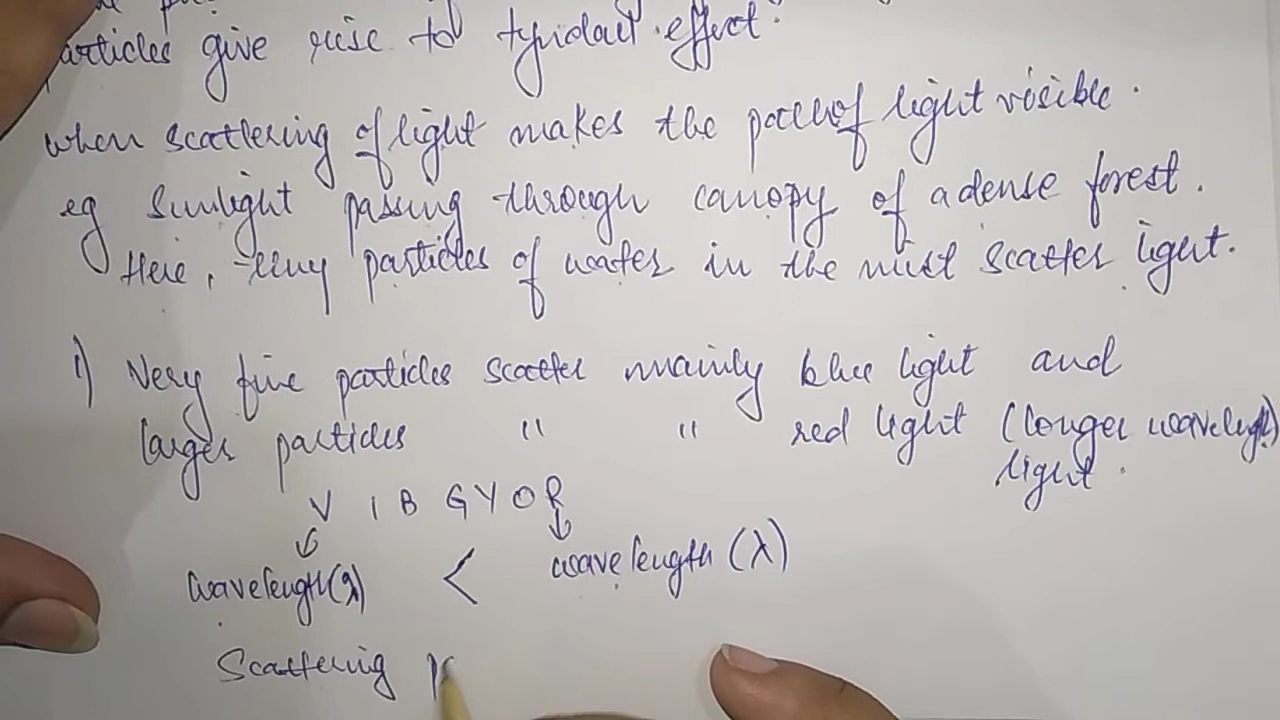 particles give rise to tyndall effect.
when scattering of light makes the path of light visible.
eg Sunlight passing through canopy of a dense forest.
Here, tiny particles of water in the mist scatter light.
1) Very fine particles scatter mainly blue light and
larger particles " " red light (longer wavelength)
light.
V I B G Y O R
wavelength(λ) < wavelength (λ)
Scattering